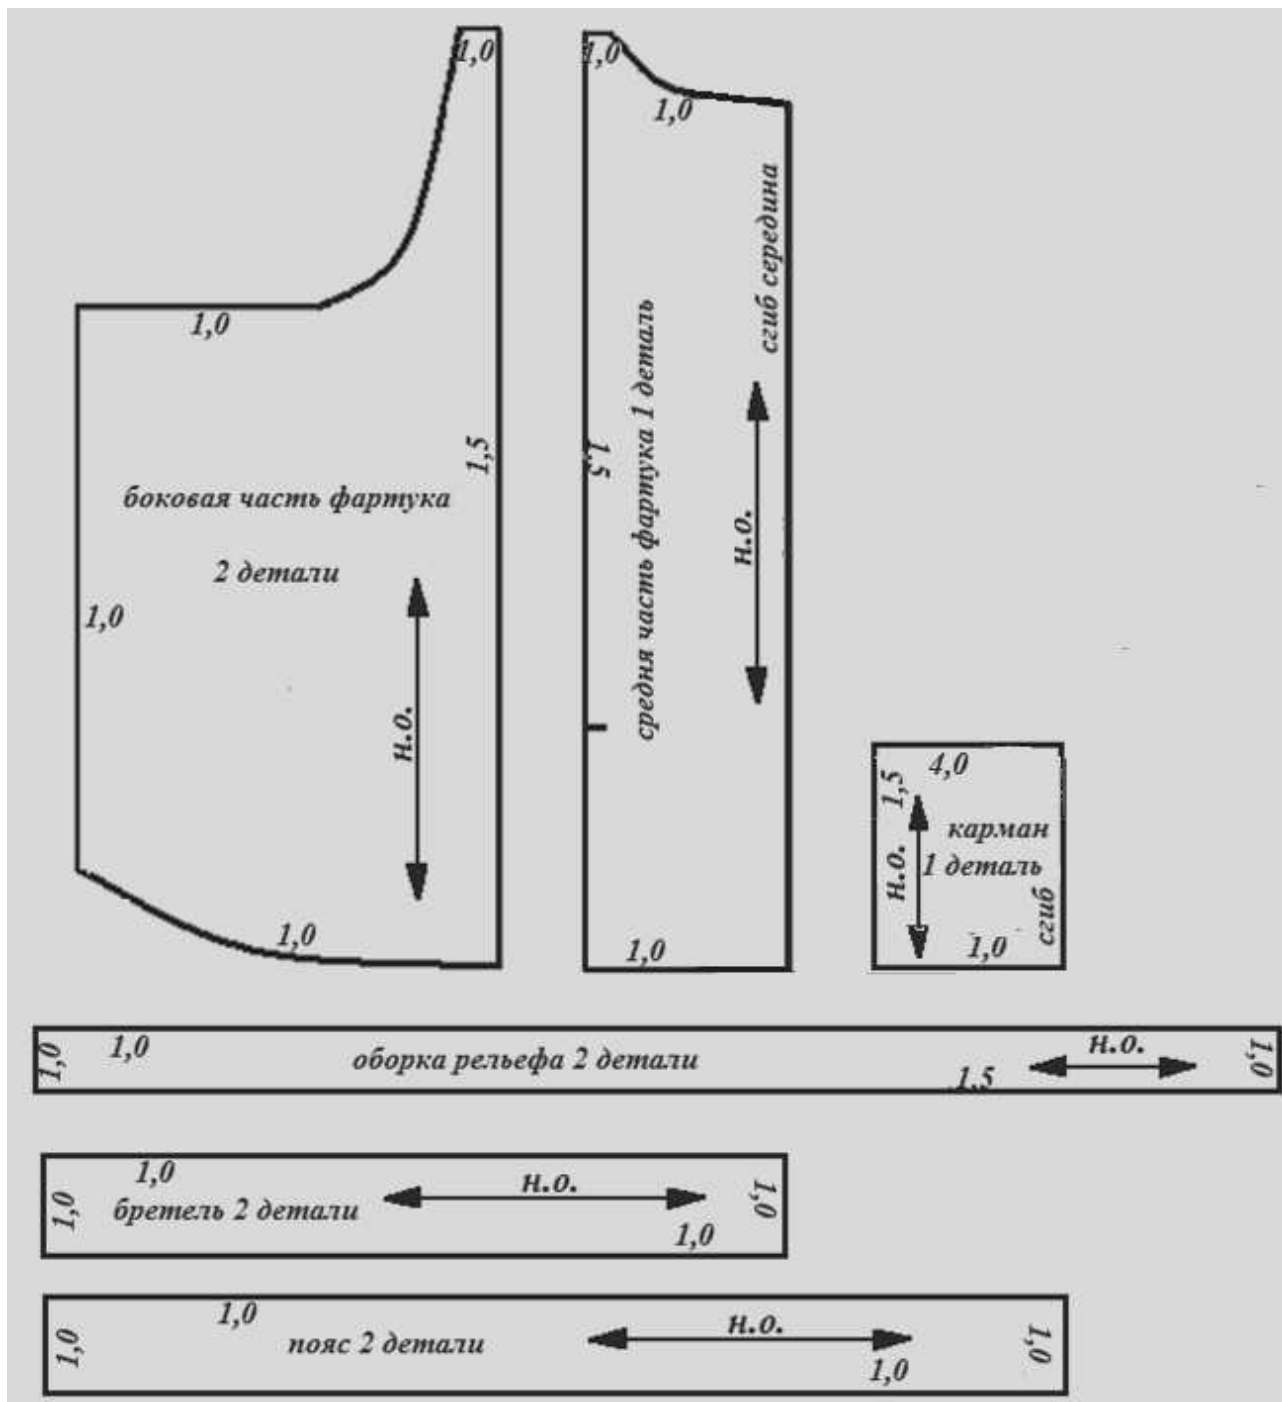 1,0
1,0
1,5
боковая часть фартука
2 детали
1,0
н.о.
1,0
1,0
1,0
сгиб середина
1,5
средня часть фартука 1 деталь
н.о.
1,0
4,0
1,5
карман
1 деталь
н.о.
сгиб
1,0
1,0
1,0
оборка рельефа 2 детали
н.о.
1,5
1,0
1,0
1,0
бретель 2 детали
н.о.
1,0
1,0
1,0
1,0
пояс 2 детали
н.о.
1,0
1,0